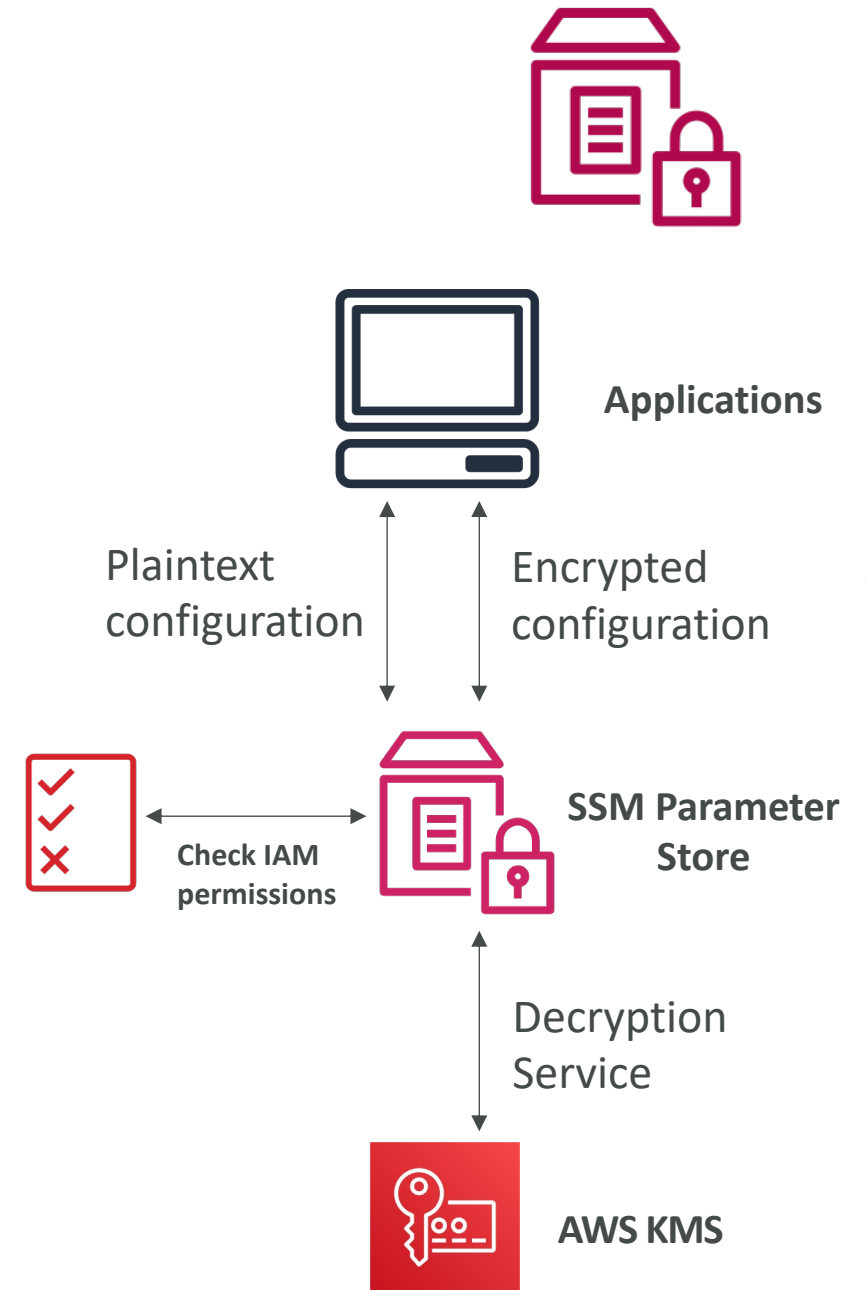 Applications
Plaintext
configuration
Encrypted
configuration
SSM Parameter
Store
Check IAM
permissions
Decryption
Service
AWS KMS